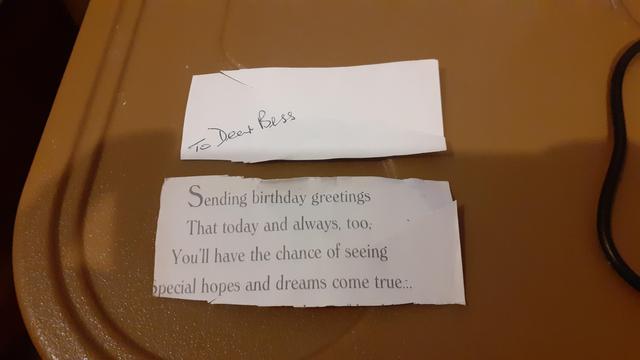 To Dear Bess
Sending birthday greetings
That today and always, too,
You'll have the chance of seeing
pecial hopes and dreams come true...